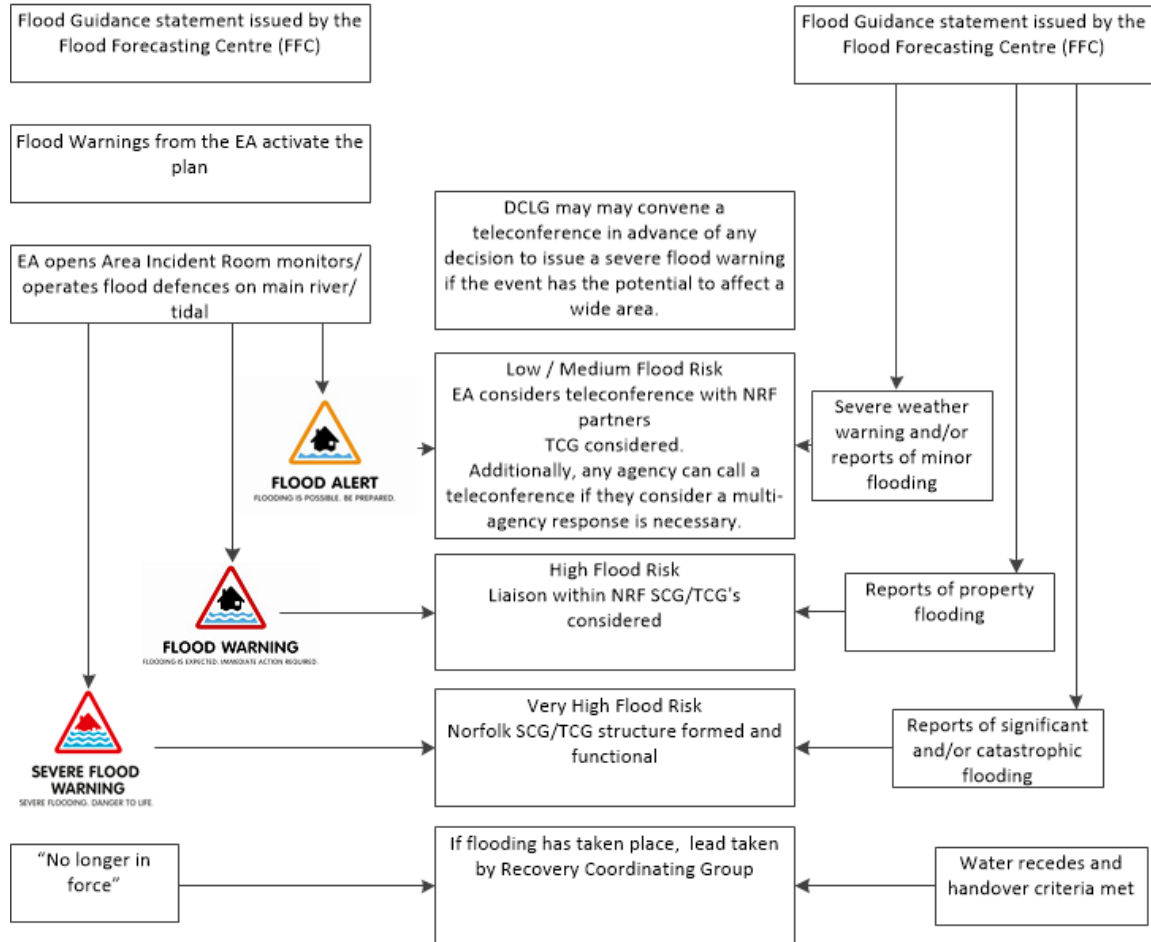 Flood Guidance statement issued by the
Flood Forecasting Centre (FFC)
Flood Guidance statement issued by the
Flood Forecasting Centre (FFC)
Flood Warnings from the EA activate the
plan
DCLG may may convene a
teleconference in advance of any
decision to issue a severe flood warning
if the event has the potential to affect a
wide area.
EA opens Area Incident Room monitors/
operates flood defences on main river/
tidal
Low / Medium Flood Risk
EA considers teleconference with NRF
partners
TCG considered.
Additionally, any agency can call a
teleconference if they consider a multi-
agency response is necessary.
Severe weather
warning and/or
reports of minor
flooding
FLOOD ALERT
FLOODING IS POSSIBLE. BE PREPARED.
High Flood Risk
Liaison within NRF SCG/TCG's
considered
Reports of property
flooding
FLOOD WARNING
FLOODING IS EXPECTED. IMMEDIATE ACTION REQUIRED.
Very High Flood Risk
Norfolk SCG/TCG structure formed and
functional
Reports of significant
and/or catastrophic
flooding
SEVERE FLOOD
WARNING
SEVERE FLOODING. DANGER TO LIFE.
“No longer in
force”
If flooding has taken place, lead taken
by Recovery Coordinating Group
Water recedes and
handover criteria met